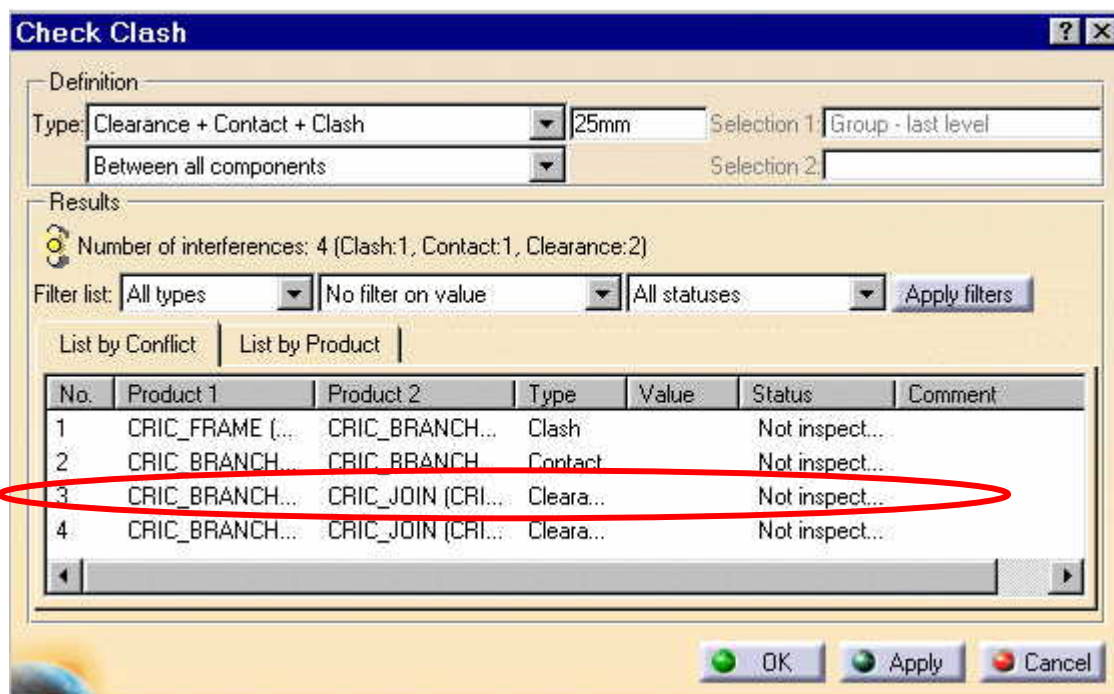 Check Clash ? X
Definition
Type: Clearance + Contact + Clash 25mm Selection 1: Group - last level
Between all components Selection 2:
Results
Number of interferences: 4 (Clash:1, Contact:1, Clearance:2)
Filter list: All types No filter on value All statuses Apply filters
List by Conflict List by Product
No. Product 1 Product 2 Type Value Status Comment
1 CRIC_FRAME (... CRIC_BRANCH... Clash Not inspect...
2 CRIC_BRANCH... CRIC_BRANCH... Contact Not inspect...
3 CRIC_BRANCH... CRIC_JOIN (CRI... Cleara... Not inspect...
4 CRIC_BRANCH... CRIC_JOIN (CRI... Cleara... Not inspect...
OK Apply Cancel